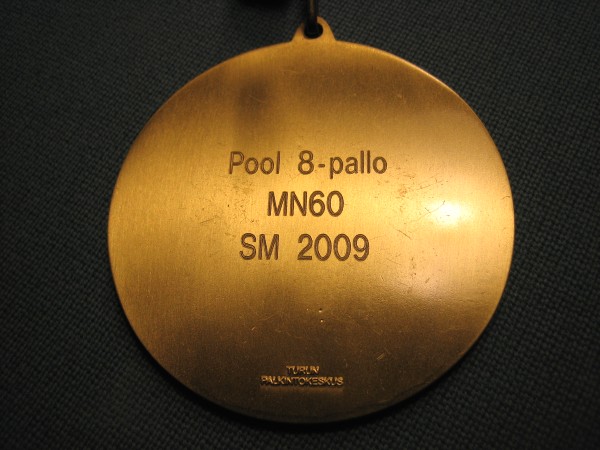 Pool 8-pallo
MN60
SM 2009
TURUN
PALKINTOKESKUS